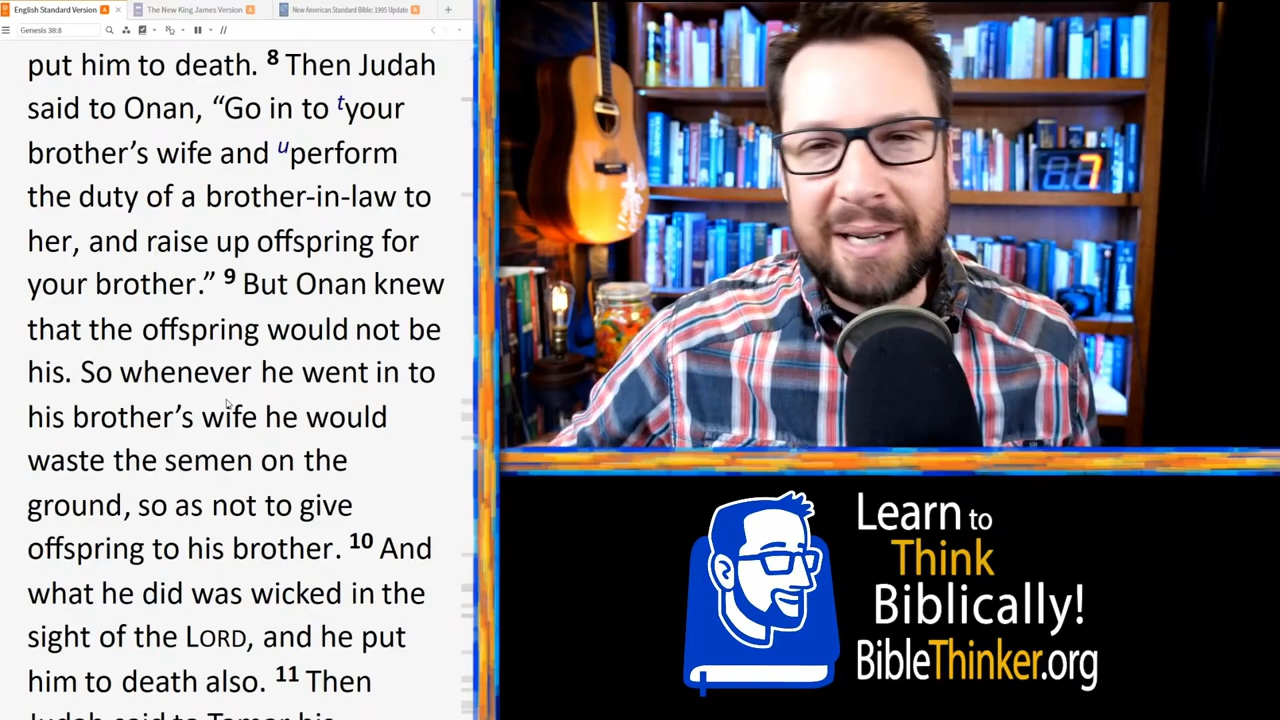 English Standard Version
The New King James Version
New American Standard Bible: 1995 Update
Genesis 38:8
put him to death. 8 Then Judah
said to Onan, “Go in to tyour
brother’s wife and uperform
the duty of a brother-in-law to
her, and raise up offspring for
your brother.” 9 But Onan knew
that the offspring would not be
his. So whenever he went in to
his brother’s wife he would
waste the semen on the
ground, so as not to give
offspring to his brother. 10 And
what he did was wicked in the
sight of the LORD, and he put
him to death also. 11 Then
Judah said to Tamar his
7
Learn to
Think
Biblically!
BibleThinker.org